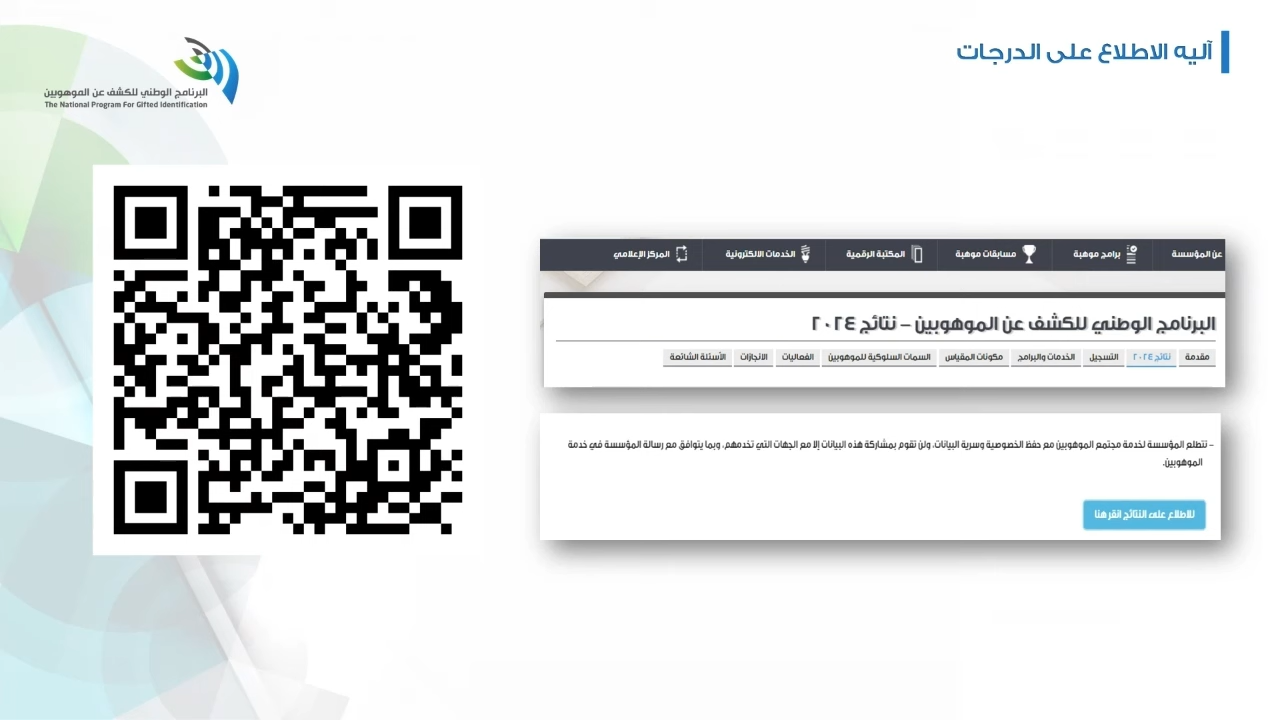 آليه الاطلاع على الدرجات
البرنامج الوطني للكشف عن الموهوبين
The National Program For Gifted Identification
عن المؤسسة
برامج موهبة
مسابقات موهبة
المكتبة الرقمية
الخدمات الالكترونية
المركز الإعلامي
البرنامج الوطني للكشف عن الموهوبين – نتائج ٢٠٢٤
مقدمة
نتائج ٢٠٢٤
التسجيل
الخدمات والبرامج
مكونات المقياس
السمات السلوكية للموهوبين
الفعاليات
الانجازات
الأسئلة الشائعة
– تتطلع المؤسسة لخدمة مجتمع الموهوبين مع حفظ الخصوصية وسرية البيانات، ولن تقوم بمشاركة هذه البيانات إلا مع الجهات التي تخدمهم، وبما يتوافق مع رسالة المؤسسة في خدمة
الموهوبين.
للاطلاع على النتائج انقر هنا